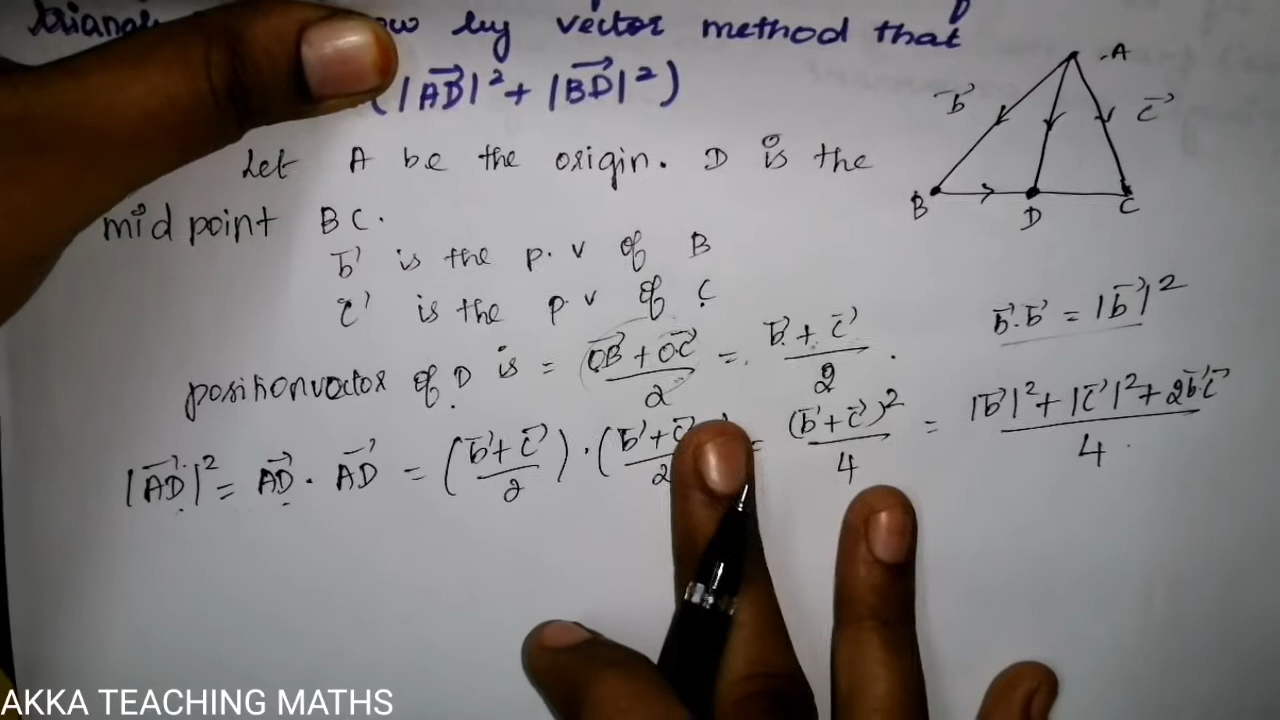 by vector method that
(|AD|² + |BD|²)
A
b⃗
c⃗
B
D
C
Let A be the origin. D is the
mid point BC.
b⃗ is the p.v of B
c⃗ is the p.v of C
b⃗.b⃗ = |b⃗|²
position vector of D is = (OB⃗ + OC⃗)/2 = (b⃗ + c⃗)/2 .
|AD⃗|² = AD⃗ . AD⃗ = ((b⃗ + c⃗)/2) . ((b⃗ + c⃗)/2 = (b⃗ + c⃗)²/4 = (|b⃗|² + |c⃗|² + 2b⃗.c⃗)/4 .
AKKA TEACHING MATHS